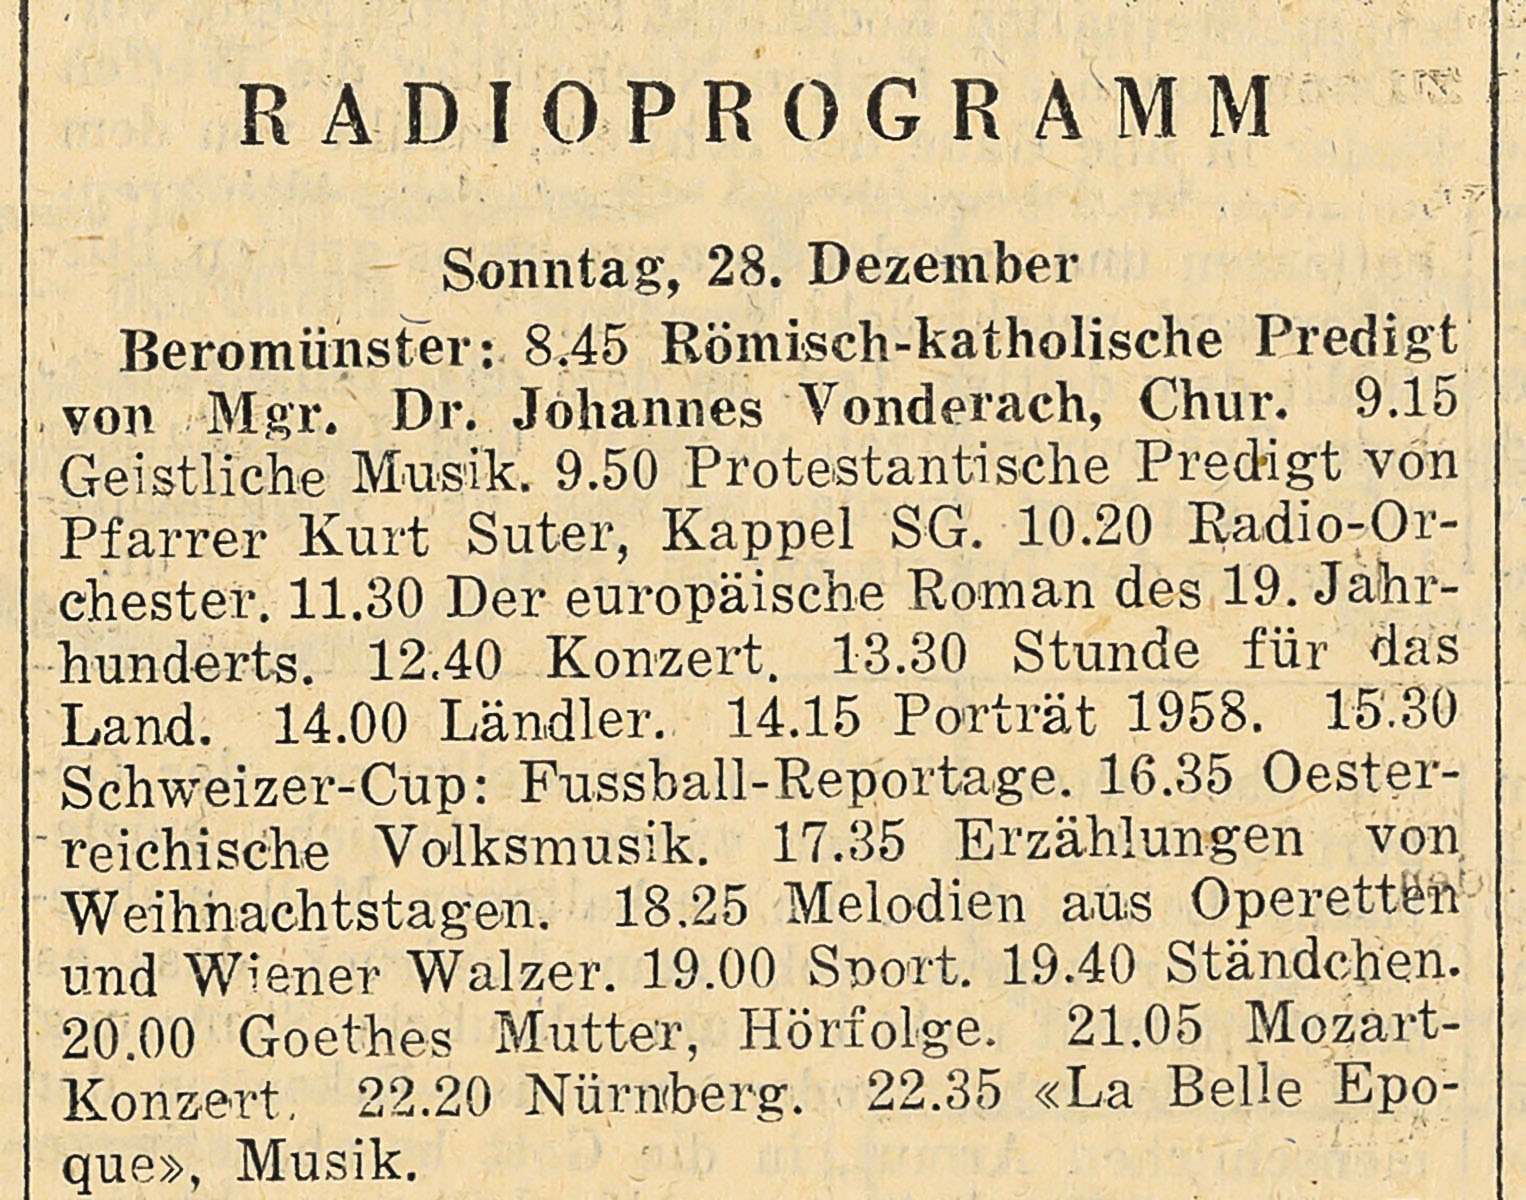 RADIOPROGRAMM
Sonntag, 28. Dezember
Beromünster: 8.45 Römisch-katholische Predigt
von Mgr. Dr. Johannes Vonderach, Chur. 9.15
Geistliche Musik. 9.50 Protestantische Predigt von
Pfarrer Kurt Suter, Kappel SG. 10.20 Radio-Or-
chester. 11.30 Der europäische Roman des 19. Jahr-
hunderts. 12.40 Konzert. 13.30 Stunde für das
Land. 14.00 Ländler. 14.15 Porträt 1958. 15.30
Schweizer-Cup: Fussball-Reportage. 16.35 Oester-
reichische Volksmusik. 17.35 Erzählungen von
Weihnachtstagen. 18.25 Melodien aus Operetten
und Wiener Walzer. 19.00 Sport. 19.40 Ständchen.
20.00 Goethes Mutter, Hörfolge. 21.05 Mozart-
Konzert. 22.20 Nürnberg. 22.35 «La Belle Epo-
que», Musik.